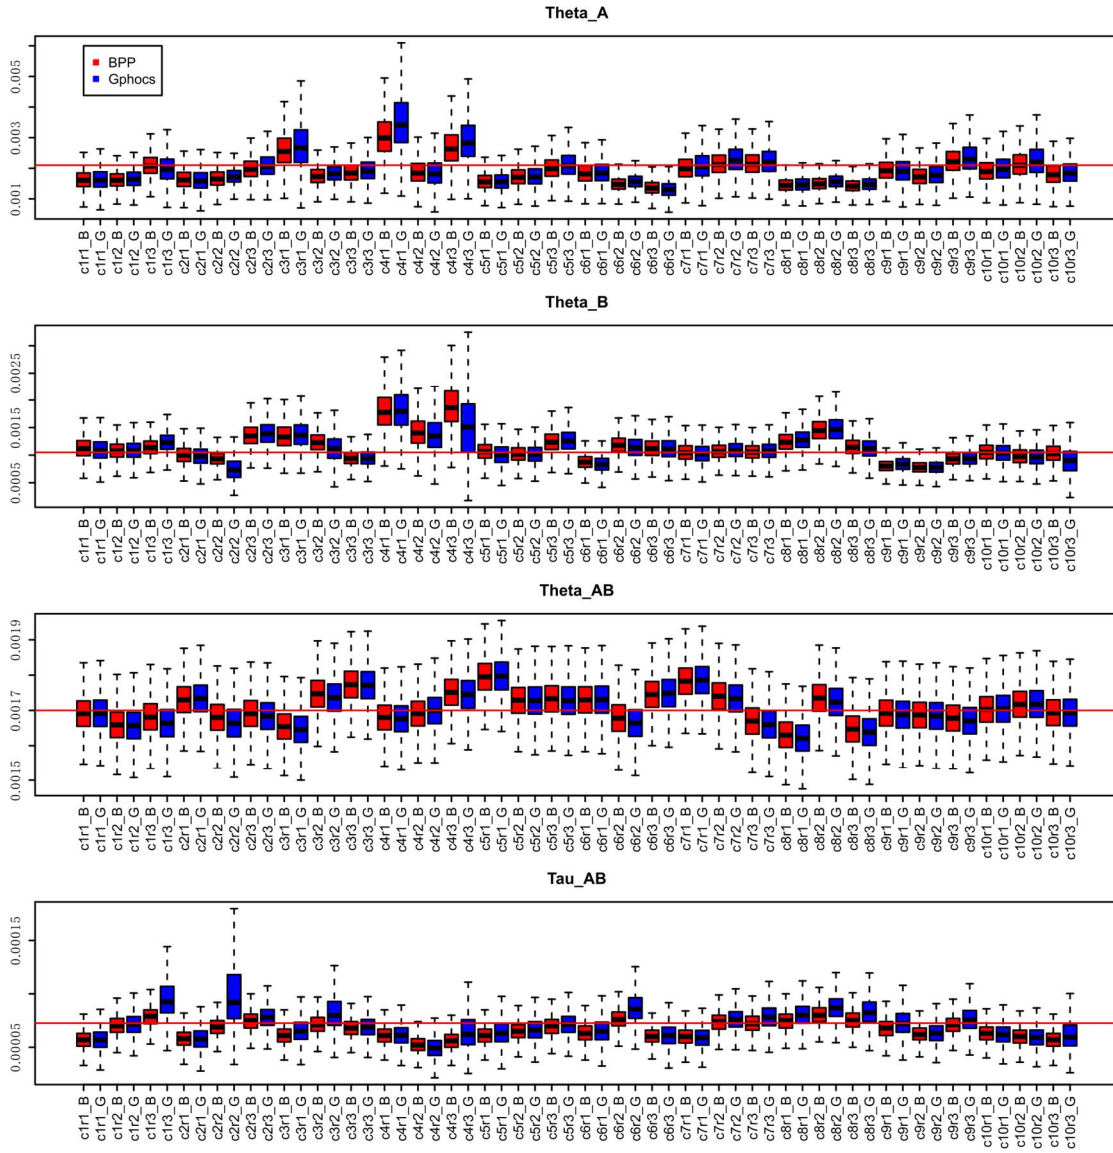 Theta_A
BPP
Gphocs
0.005
0.003
0.001
c1r1_B c1r1_G c1r2_B c1r2_G c1r3_B c1r3_G c2r1_B c2r1_G c2r2_B c2r2_G c2r3_B c2r3_G c3r1_B c3r1_G c3r2_B c3r2_G c3r3_B c3r3_G c4r1_B c4r1_G c4r2_B c4r2_G c4r3_B c4r3_G c5r1_B c5r1_G c5r2_B c5r2_G c5r3_B c5r3_G c6r1_B c6r1_G c6r2_B c6r2_G c6r3_B c6r3_G c7r1_B c7r1_G c7r2_B c7r2_G c7r3_B c7r3_G c8r1_B c8r1_G c8r2_B c8r2_G c8r3_B c8r3_G c9r1_B c9r1_G c9r2_B c9r2_G c9r3_B c9r3_G c10r1_B c10r1_G c10r2_B c10r2_G c10r3_B c10r3_G
Theta_B
0.0025
0.0015
0.0005
c1r1_B c1r1_G c1r2_B c1r2_G c1r3_B c1r3_G c2r1_B c2r1_G c2r2_B c2r2_G c2r3_B c2r3_G c3r1_B c3r1_G c3r2_B c3r2_G c3r3_B c3r3_G c4r1_B c4r1_G c4r2_B c4r2_G c4r3_B c4r3_G c5r1_B c5r1_G c5r2_B c5r2_G c5r3_B c5r3_G c6r1_B c6r1_G c6r2_B c6r2_G c6r3_B c6r3_G c7r1_B c7r1_G c7r2_B c7r2_G c7r3_B c7r3_G c8r1_B c8r1_G c8r2_B c8r2_G c8r3_B c8r3_G c9r1_B c9r1_G c9r2_B c9r2_G c9r3_B c9r3_G c10r1_B c10r1_G c10r2_B c10r2_G c10r3_B c10r3_G
Theta_AB
0.0019
0.0017
0.0015
c1r1_B c1r1_G c1r2_B c1r2_G c1r3_B c1r3_G c2r1_B c2r1_G c2r2_B c2r2_G c2r3_B c2r3_G c3r1_B c3r1_G c3r2_B c3r2_G c3r3_B c3r3_G c4r1_B c4r1_G c4r2_B c4r2_G c4r3_B c4r3_G c5r1_B c5r1_G c5r2_B c5r2_G c5r3_B c5r3_G c6r1_B c6r1_G c6r2_B c6r2_G c6r3_B c6r3_G c7r1_B c7r1_G c7r2_B c7r2_G c7r3_B c7r3_G c8r1_B c8r1_G c8r2_B c8r2_G c8r3_B c8r3_G c9r1_B c9r1_G c9r2_B c9r2_G c9r3_B c9r3_G c10r1_B c10r1_G c10r2_B c10r2_G c10r3_B c10r3_G
Tau_AB
0.00015
0.00005
c1r1_B c1r1_G c1r2_B c1r2_G c1r3_B c1r3_G c2r1_B c2r1_G c2r2_B c2r2_G c2r3_B c2r3_G c3r1_B c3r1_G c3r2_B c3r2_G c3r3_B c3r3_G c4r1_B c4r1_G c4r2_B c4r2_G c4r3_B c4r3_G c5r1_B c5r1_G c5r2_B c5r2_G c5r3_B c5r3_G c6r1_B c6r1_G c6r2_B c6r2_G c6r3_B c6r3_G c7r1_B c7r1_G c7r2_B c7r2_G c7r3_B c7r3_G c8r1_B c8r1_G c8r2_B c8r2_G c8r3_B c8r3_G c9r1_B c9r1_G c9r2_B c9r2_G c9r3_B c9r3_G c10r1_B c10r1_G c10r2_B c10r2_G c10r3_B c10r3_G